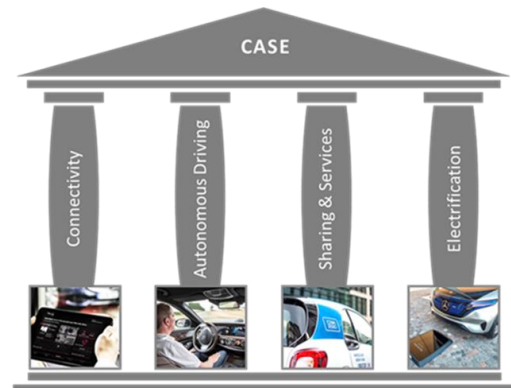 CASE
Connectivity
Autonomous Driving
Sharing & Services
Electrification